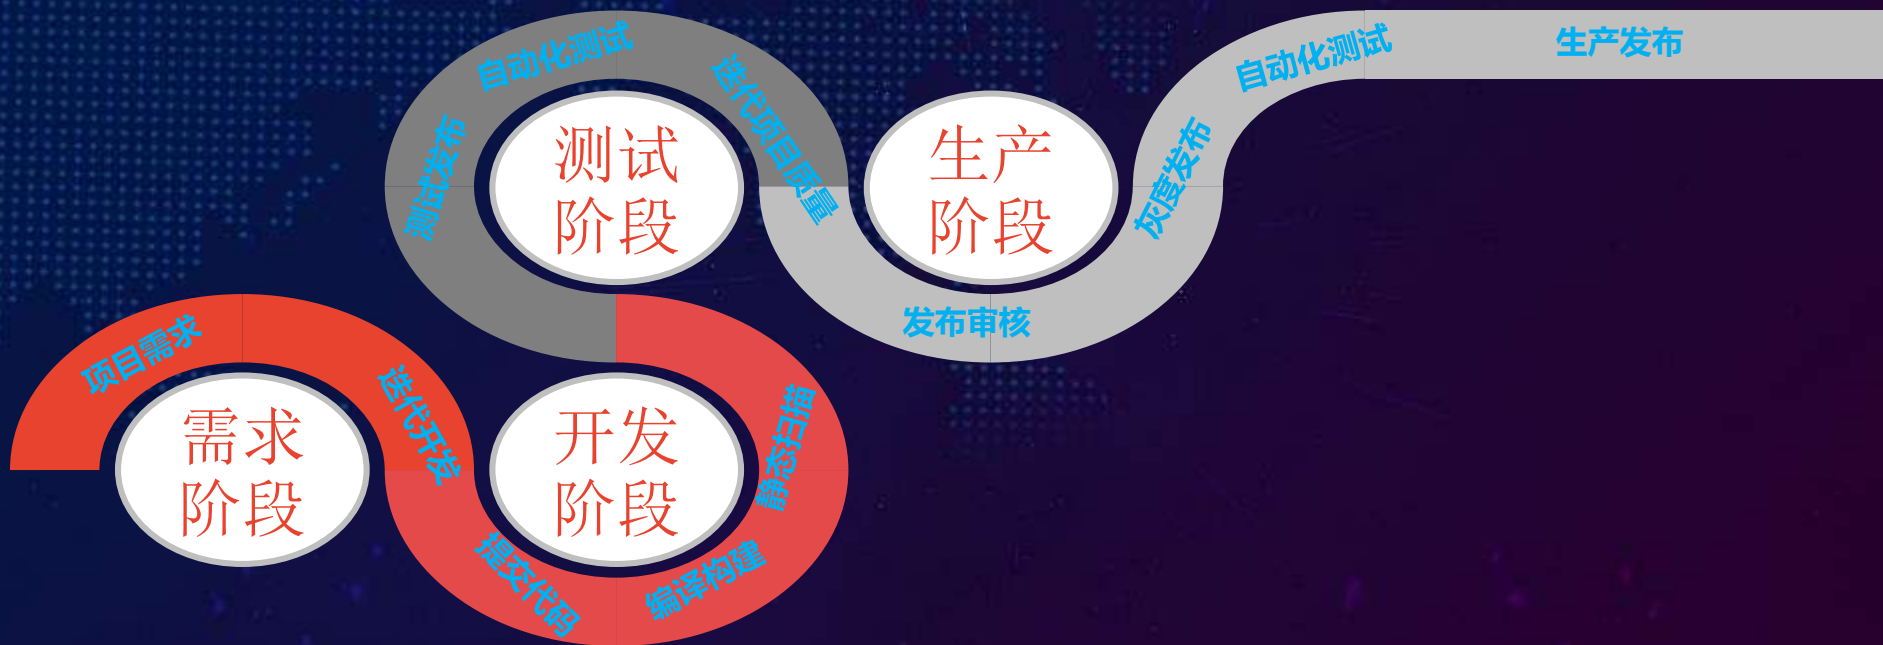 项目需求
迭代开发
需求
阶段
提交代码
编译构建
静态扫描
开发
阶段
测试发布
自动化测试
迭代项目质量
测试
阶段
发布审核
灰度发布
自动化测试
生产发布
生产
阶段